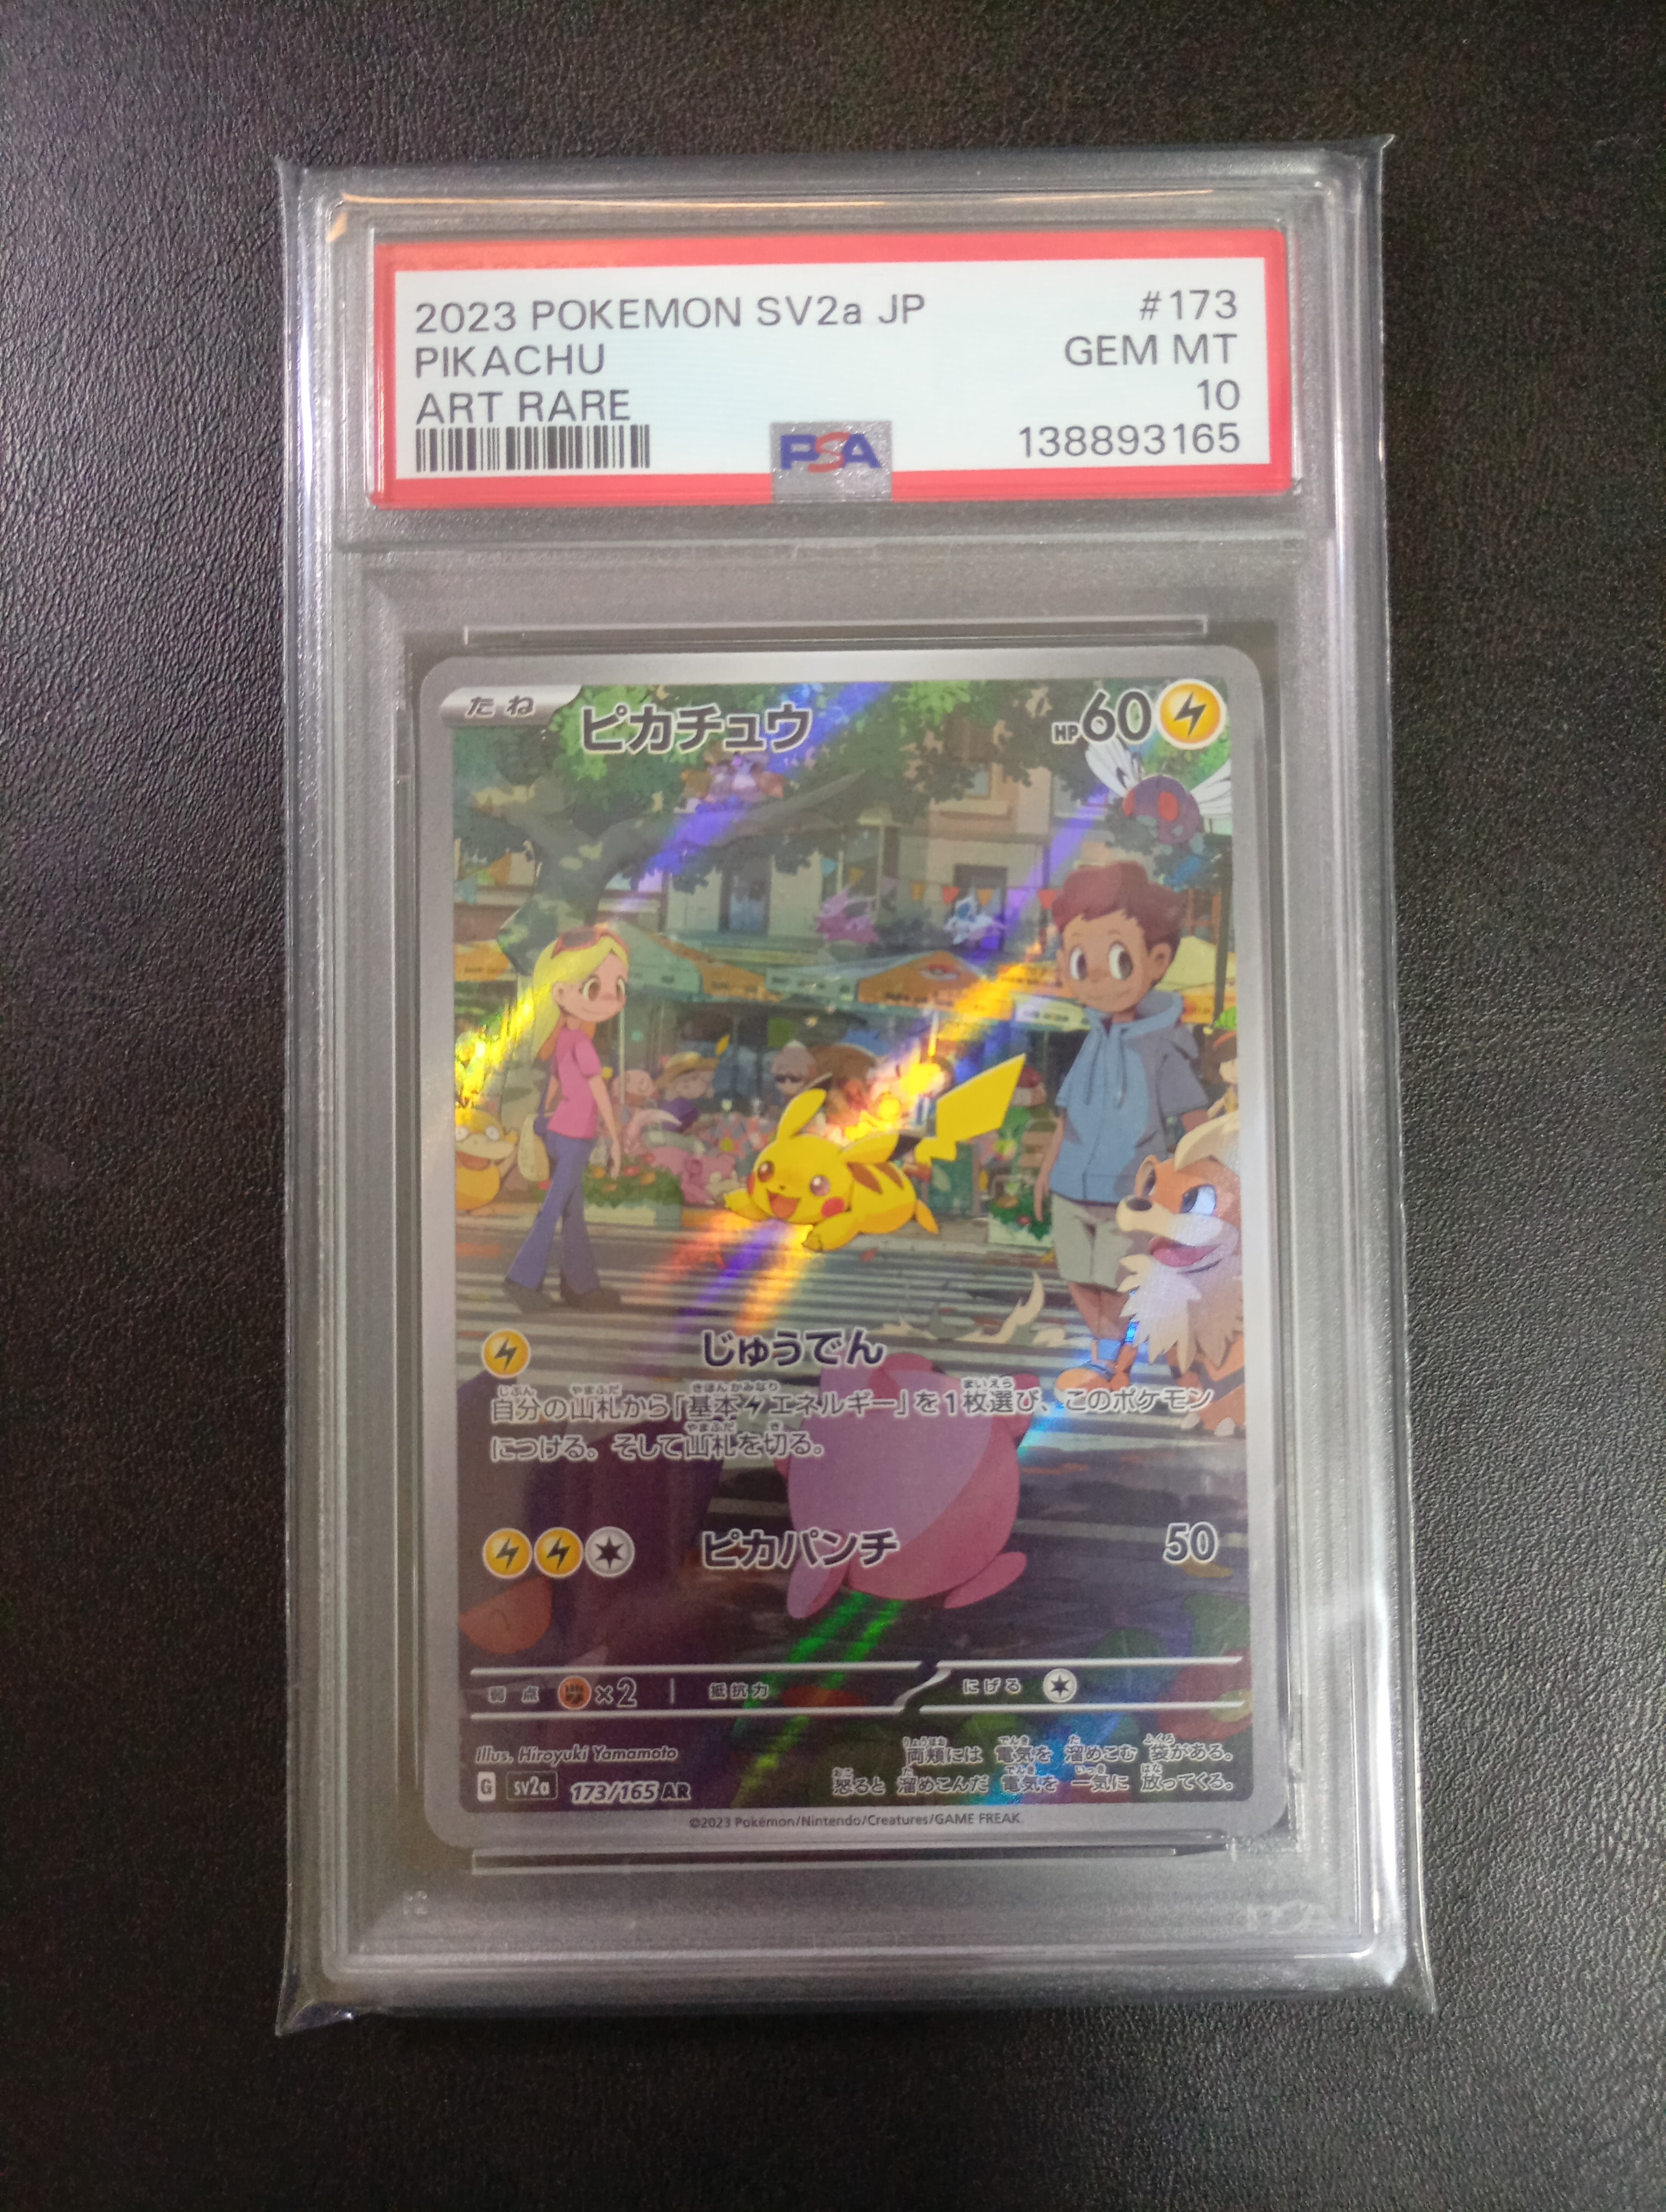 2023 POKEMON SV2a JP #173
PIKACHU GEM MT
ART RARE 10
PSA 138893165
たね ピカチュウ HP60
じゅうでん
自分の山札から「基本エネルギー」を1枚選び、このポケモン
につける。そして山札を切る。
ピカパンチ 50
弱点 ×2 抵抗力 にげる
Illus. Hiroyuki Yamamoto
両頬には 電気を 溜めこむ 袋がある。
怒ると 溜めこんだ 電気を 一気に 放ってくる。
G sv2a 173/165 AR
©2023 Pokémon/Nintendo/Creatures/GAME FREAK.